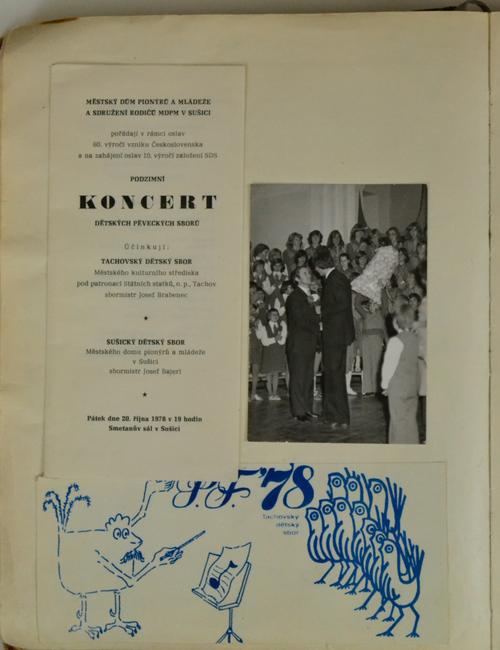 MĚSTSKÝ DŮM PIONÝRŮ A MLÁDEŽE
A SDRUŽENÍ RODIČŮ MDPM V SUŠICI
pořádají v rámci oslav
60. výročí vzniku Československa
a na zahájení oslav 10. výročí založení SDS
PODZIMNÍ
KONCERT
DĚTSKÝCH PĚVECKÝCH SBORŮ
Účinkují:
TACHOVSKÝ DĚTSKÝ SBOR
Městského kulturního střediska
pod patronací Státních statků, o. p., Tachov
sbormistr Josef Brabenec
SUŠICKÝ DĚTSKÝ SBOR
Městského domu pionýrů a mládeže
v Sušici
sbormistr Josef Bajerl
Pátek dne 20. října 1978 v 19 hodin
Smetanův sál v Sušici
P.F. '78
Tachovský
dětský
sbor